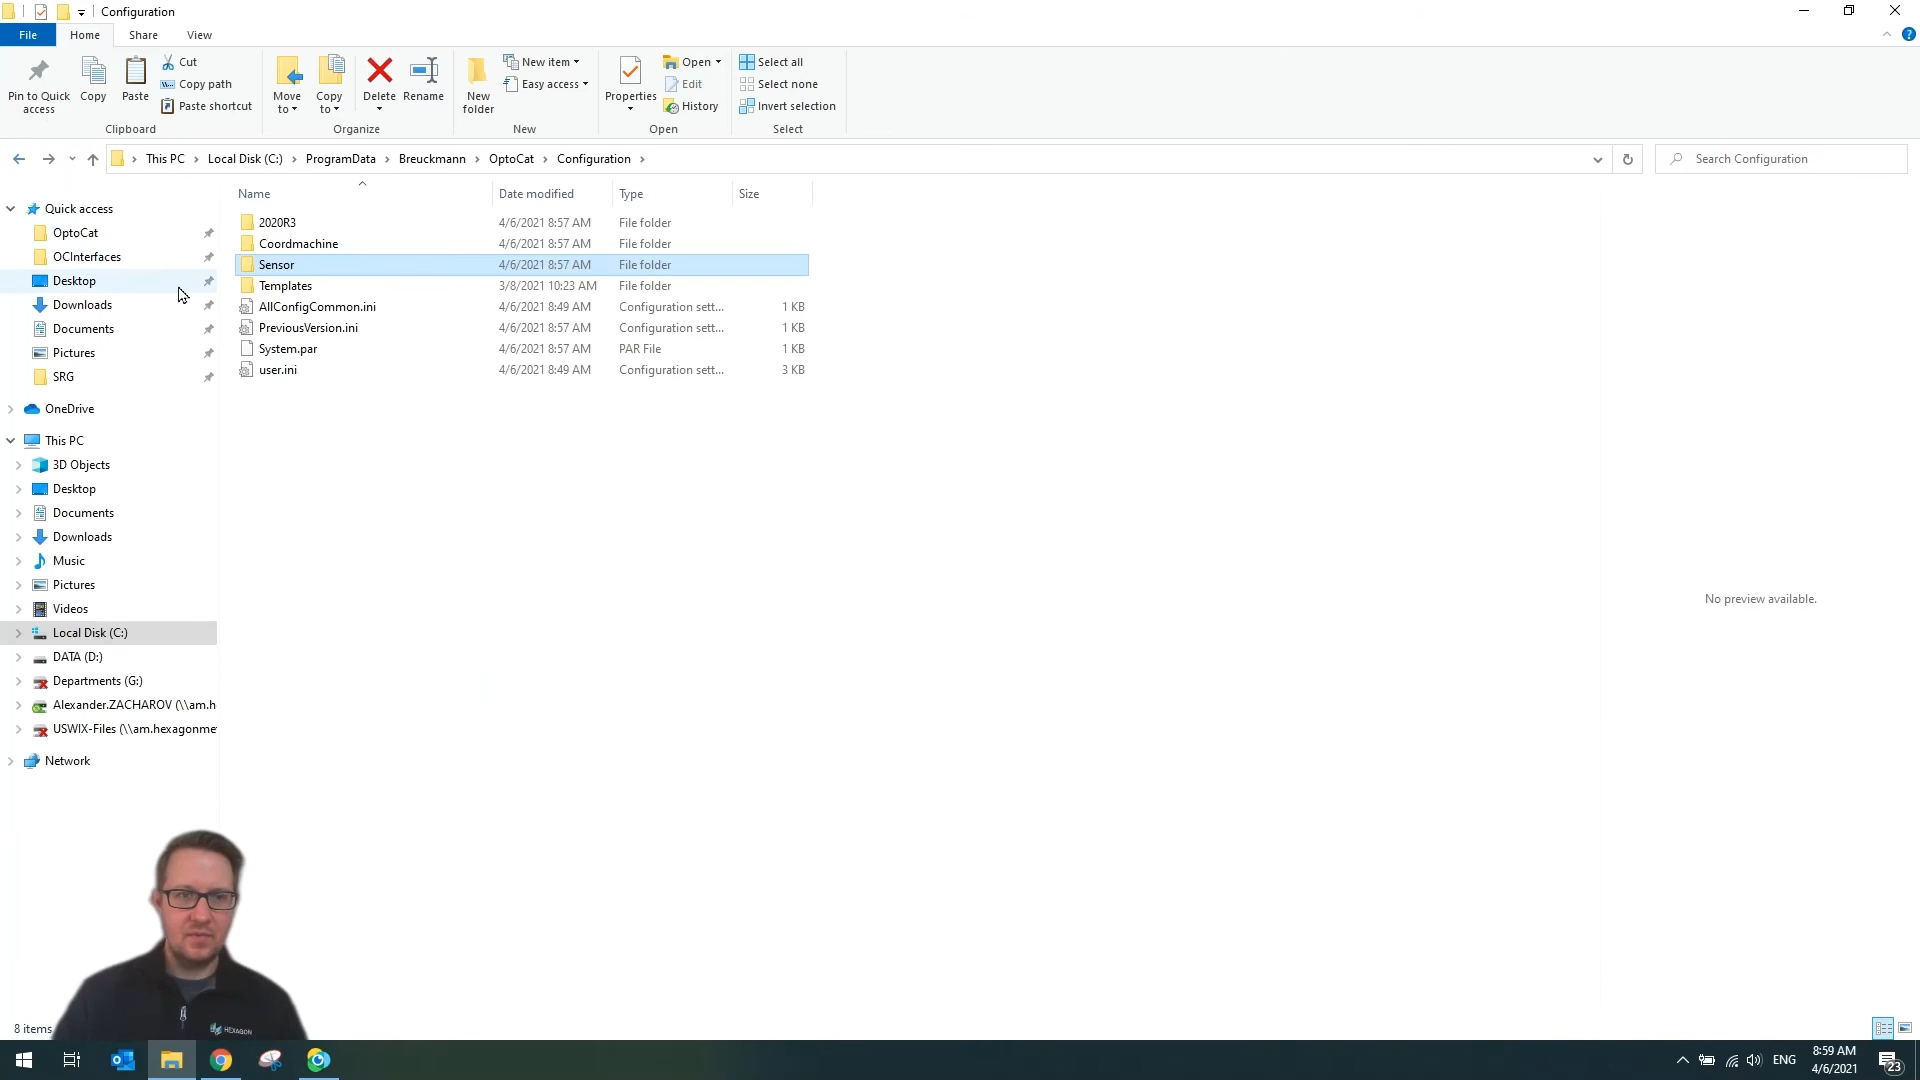 Configuration
File Home Share View
Pin to Quick access
Copy
Paste
Cut
Copy path
Paste shortcut
Clipboard
Move to
Copy to
Delete
Rename
Organize
New folder
New item
Easy access
New
Properties
Open
Edit
History
Open
Select all
Select none
Invert selection
Select
This PC > Local Disk (C:) > ProgramData > Breuckmann > OptoCat > Configuration >
Search Configuration
Name Date modified Type Size
2020R3 4/6/2021 8:57 AM File folder
Coordmachine 4/6/2021 8:57 AM File folder
Sensor 4/6/2021 8:57 AM File folder
Templates 3/8/2021 10:23 AM File folder
AllConfigCommon.ini 4/6/2021 8:49 AM Configuration sett... 1 KB
PreviousVersion.ini 4/6/2021 8:57 AM Configuration sett... 1 KB
System.par 4/6/2021 8:57 AM PAR File 1 KB
user.ini 4/6/2021 8:49 AM Configuration sett... 3 KB
Quick access
OptoCat
OCInterfaces
Desktop
Downloads
Documents
Pictures
SRG
OneDrive
This PC
3D Objects
Desktop
Documents
Downloads
Music
Pictures
Videos
Local Disk (C:)
DATA (D:)
Departments (G:)
Alexander.ZACHAROV (\\am.h
USWIX-Files (\\am.hexagonme
Network
No preview available.
HEXAGON
8 items
ENG
8:59 AM
4/6/2021
23